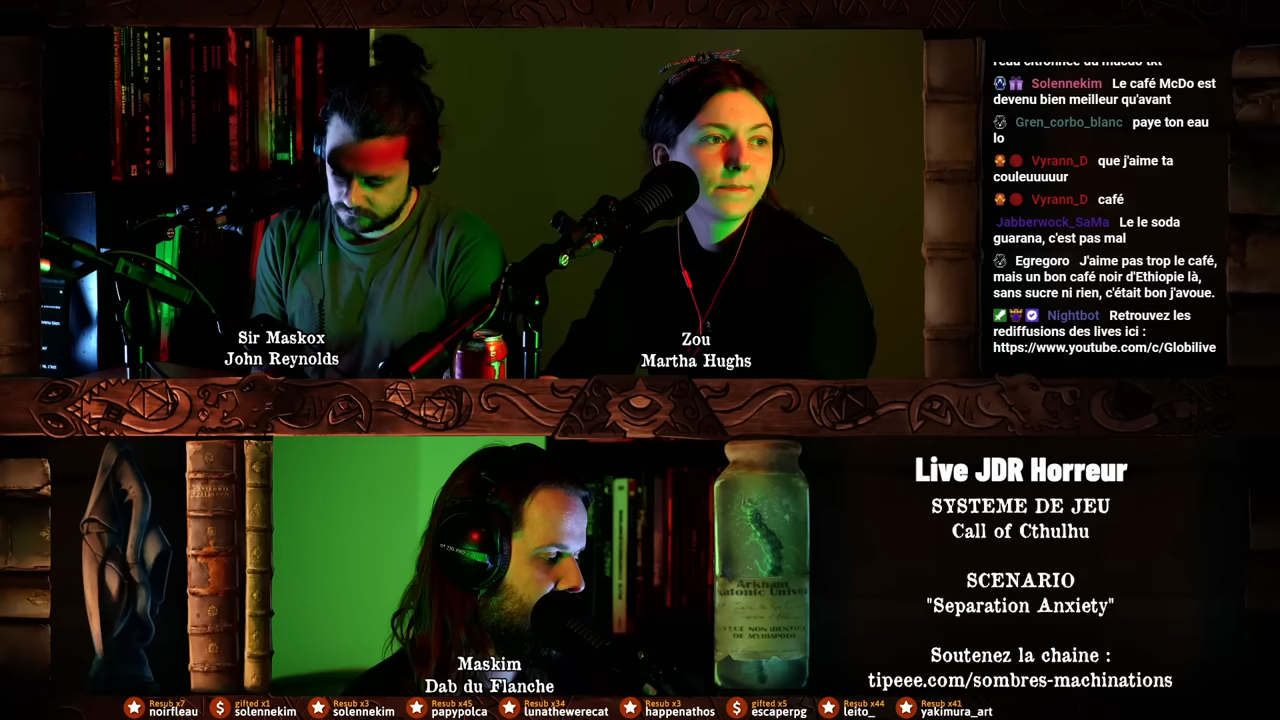 Sir Maskox
John Reynolds
Zou
Martha Hughs
Solennekim Le café McDo est
devenu bien meilleur qu'avant
Gren_corbo_blanc paye ton eau
lo
Vyrann_D que j'aime ta
couleuuuuur
Vyrann_D café
Jabberwock_SaMa Le le soda
guarana, c'est pas mal
Egregoro J'aime pas trop le café,
mais un bon café noir d'Ethiopie là,
sans sucre ni rien, c'était bon j'avoue.
Nightbot Retrouvez les
rediffusions des lives ici :
https://www.youtube.com/c/Globilive
Maskim
Dab du Flanche
Arkham
Live JDR Horreur
SYSTEME DE JEU
Call of Cthulhu
SCENARIO
"Separation Anxiety"
Soutenez la chaine :
tipeee.com/sombres-machinations
Resub x7
noirfleau
gifted x1
solennekim
Resub x3
solennekim
Resub x45
papypolca
Resub x34
lunathewerecat
Resub x3
happenathos
gifted x5
escaperpg
Resub x44
leito_
Resub x41
yakimura_art